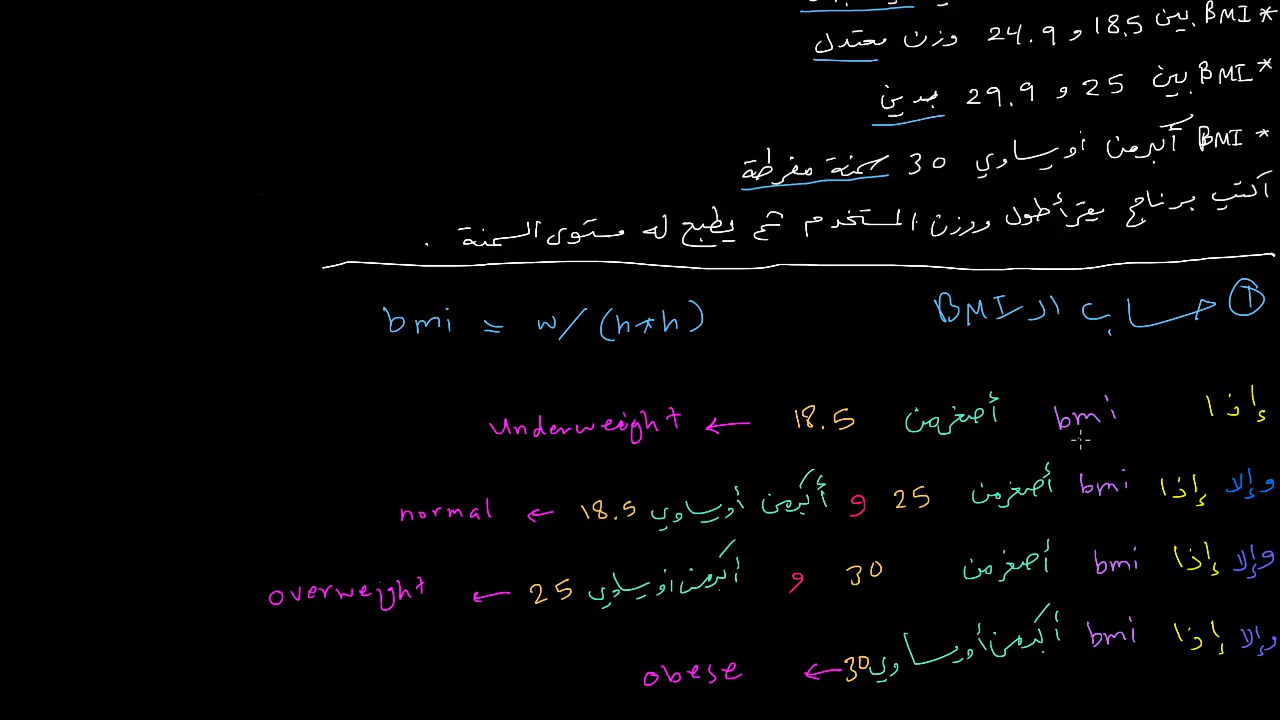 * BMI بين 18.5 و 24.9 وزن معتدل
* BMI بين 25 و 29.9 بدين
* BMI أكبر من أو يساوي 30 سمنة مفرطة
اكتب برنامج يقرأ طول ووزن المستخدم ثم يطبع له مستوى السمنة .
① حساب الـ BMI bmi = w/(h*h)
إذا bmi أصغر من 18.5 ← Underweight
وإلا إذا bmi أصغر من 25 و أكبر من أو يساوي 18.5 ← normal
وإلا إذا bmi أصغر من 30 و أكبر من أو يساوي 25 ← overweight
وإلا إذا bmi أكبر من أو يساوي 30 ← obese